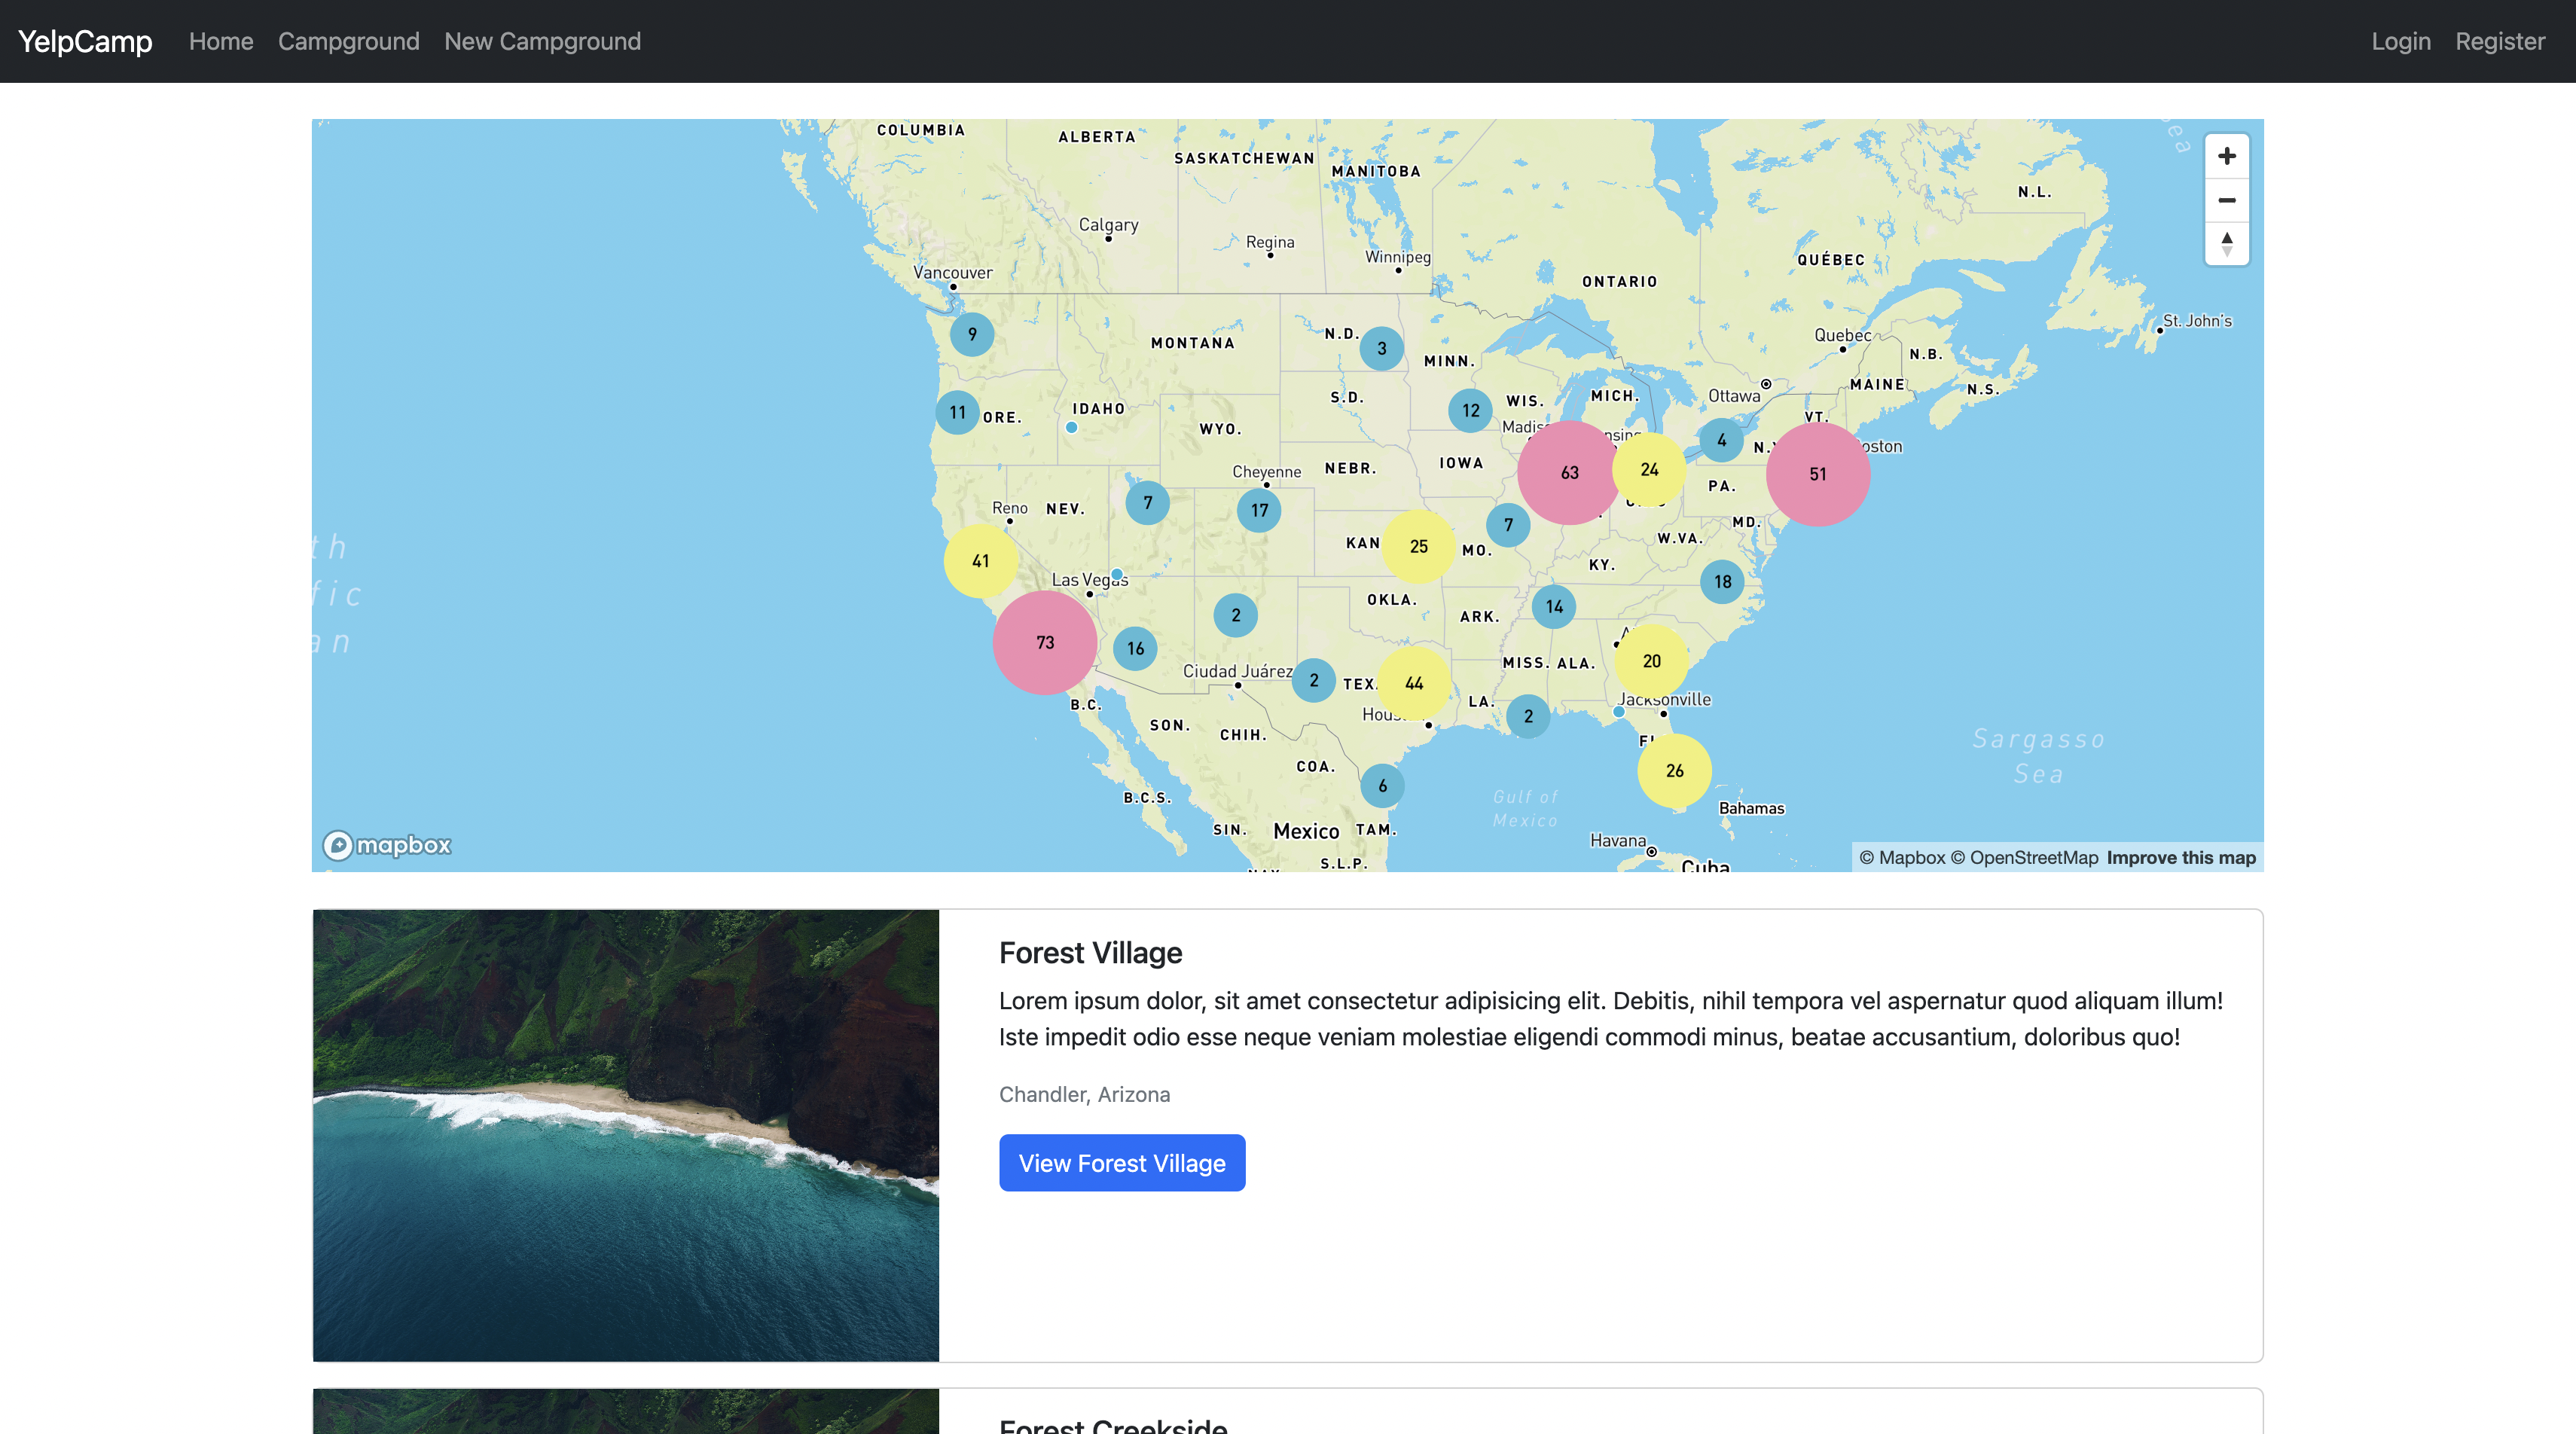 YelpCamp Home Campground New Campground Login Register
COLUMBIA
ALBERTA
SASKATCHEWAN
MANITOBA
N.L.
Calgary
Regina
Winnipeg
QUÉBEC
Vancouver
ONTARIO
St. John's
9
N.D.
3
MONTANA
Quebec
N.B.
MINN.
Ottawa
MAINE
N.S.
S.D.
WIS.
MICH.
11
ORE.
IDAHO
12
VT.
WYO.
4
N.Y.
63
24
51
Cheyenne
NEBR.
IOWA
PA.
7
17
Reno
NEV.
7
MD.
41
KAN
25
MO.
W.VA.
KY.
Las Vegas
18
OKLA.
14
ARK.
2
73
16
MISS.
ALA.
20
Ciudad Juárez
2
TEX.
44
LA.
Jacksonville
B.C.
2
SON.
CHIH.
Sargasso
Sea
COA.
26
6
B.C.S.
Gulf of
Mexico
Bahamas
SIN.
Mexico
TAM.
Havana
mapbox
S.L.P.
Cuba
© Mapbox © OpenStreetMap Improve this map
Forest Village
Lorem ipsum dolor, sit amet consectetur adipisicing elit. Debitis, nihil tempora vel aspernatur quod aliquam illum!
Iste impedit odio esse neque veniam molestiae eligendi commodi minus, beatae accusantium, doloribus quo!
Chandler, Arizona
View Forest Village
Forest Creekside